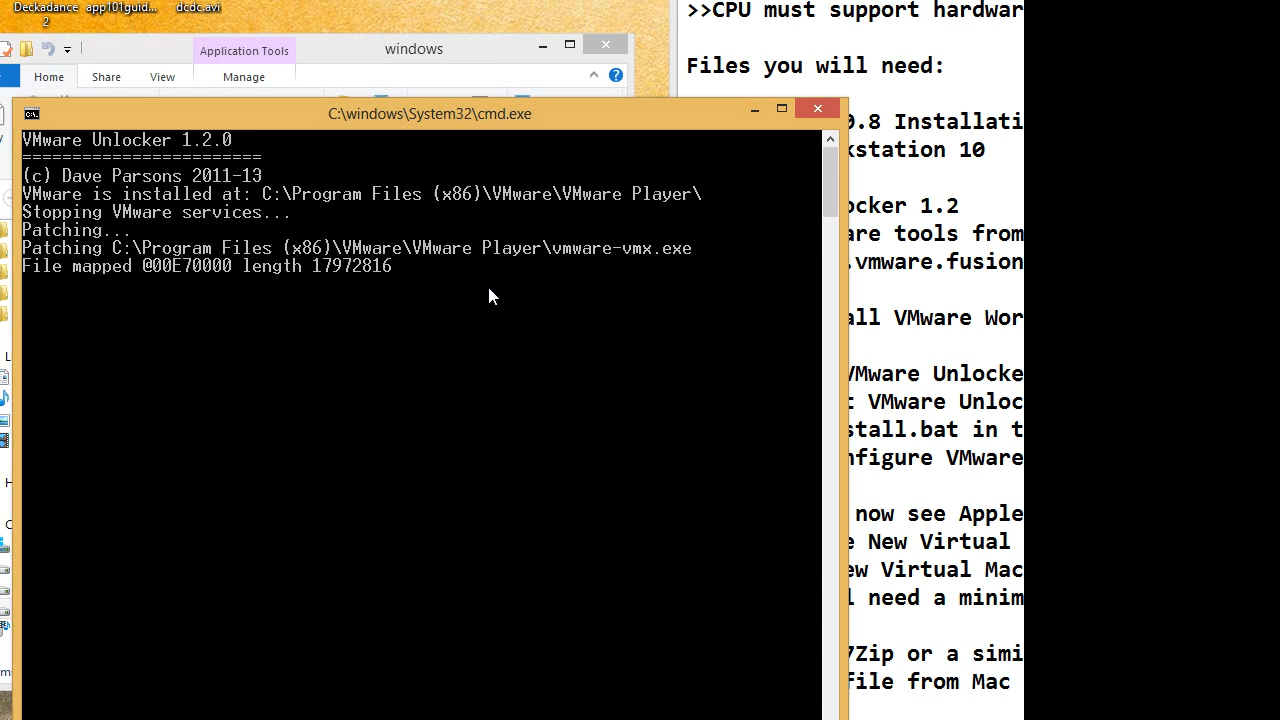 Deckadance
2
app101guid...
dcdc.avi
Application Tools
windows
Home
Share
View
Manage
C:\windows\System32\cmd.exe
VMware Unlocker 1.2.0
========================
(c) Dave Parsons 2011-13
VMware is installed at: C:\Program Files (x86)\VMware\VMware Player\
Stopping VMware services...
Patching...
Patching C:\Program Files (x86)\VMware\VMware Player\vmware-vmx.exe
File mapped @00E70000 length 17972816
>>CPU must support hardwar
Files you will need:
0.8 Installati
kstation 10
ocker 1.2
are tools from
.vmware.fusion
all VMware Wor
VMware Unlocke
t VMware Unloc
stall.bat in t
nfigure VMware
now see Apple
e New Virtual
ew Virtual Mac
l need a minim
7Zip or a simi
file from Mac